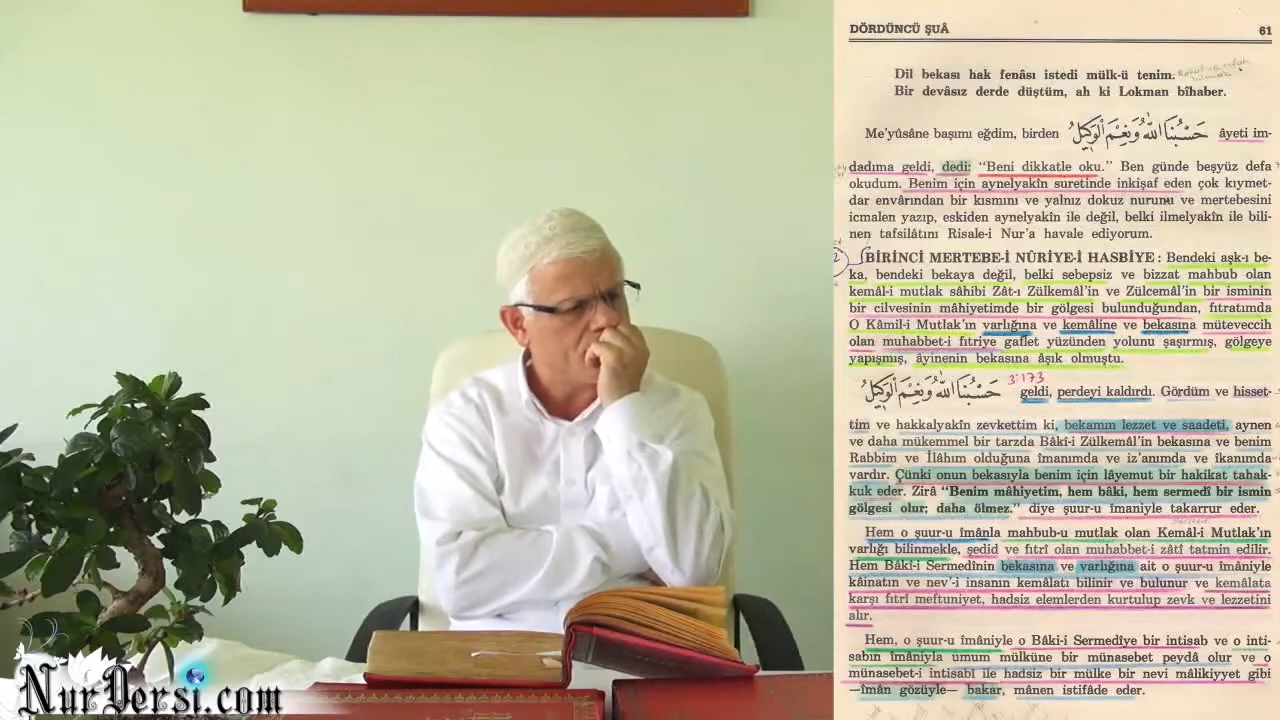 DÖRDÜNCÜ ŞUÂ 61
Dil bekası hak fenâsı istedi mülk-ü tenim.
Bir devâsız derde düştüm, ah ki Lokman bîhaber.
Me'yûsâne başımı eğdim, birden حَسْبُنَا اللّٰهُ وَنِعْمَ الْوَكِيلُ âyeti im-
dadıma geldi, dedi: "Beni dikkatle oku." Ben günde beşyüz defa
okudum. Benim için aynelyakîn suretinde inkişaf eden çok kıymet-
dar envârından bir kısmını ve yalnız dokuz nurunu ve mertebesini
icmalen yazıp, eskiden aynelyakîn ile değil, belki ilmelyakîn ile bili-
nen tafsilâtını Risale-i Nur'a havale ediyorum.
BİRİNCİ MERTEBE-İ NÛRİYE-İ HASBİYE : Bendeki aşk-ı be-
ka, bendeki bekaya değil, belki sebepsiz ve bizzat mahbub olan
kemâl-i mutlak sâhibi Zât-ı Zülkemâl'in ve Zülcemâl'in bir isminin
bir cilvesinin mâhiyetimde bir gölgesi bulunduğundan, fıtratımda
O Kâmil-i Mutlak'ın varlığına ve kemâline ve bekasına müteveccih
olan muhabbet-i fıtriye gaflet yüzünden yolunu şaşırmış, gölgeye
yapışmış, âyinenin bekasına âşık olmuştu.
3:173
حَسْبُنَا اللّٰهُ وَنِعْمَ الْوَكِيلُ geldi, perdeyi kaldırdı. Gördüm ve hisset-
tim ve hakkalyakîn zevkettim ki, bekamın lezzet ve saadeti, aynen
ve daha mükemmel bir tarzda Bâki-i Zülkemâl'in bekasına ve benim
Rabbim ve İlâhım olduğuna îmanımda ve iz'anımda ve îkanımda
vardır. Çünki onun bekasıyla benim için lâyemut bir hakikat tahak-
kuk eder. Zirâ "Benim mâhiyetim, hem bâki, hem sermedî bir ismin
gölgesi olur; daha ölmez." diye şuur-u îmaniyle takarrur eder.
Hem o şuur-u îmânla mahbub-u mutlak olan Kemâl-i Mutlak'ın
varlığı bilinmekle, şedid ve fıtrî olan muhabbet-i zâtî tatmin edilir.
Hem Bâki-i Sermedînin bekasına ve varlığına ait o şuur-u îmâniyle
kâinatın ve nev'-i insanın kemâlatı bilinir ve bulunur ve kemâlata
karşı fıtrî meftuniyet, hadsiz elemlerden kurtulup zevk ve lezzetini
alır.
Hem, o şuur-u îmâniyle o Bâki-i Sermedîye bir intisab ve o inti-
sabın îmâniyla umum mülküne bir münasebet peydâ olur ve o
münasebet-i intisabî ile hadsiz bir mülke bir nevi mâlikiyyet gibi
—îmân gözüyle— bakar, mânen istifâde eder.
NurDersi.com